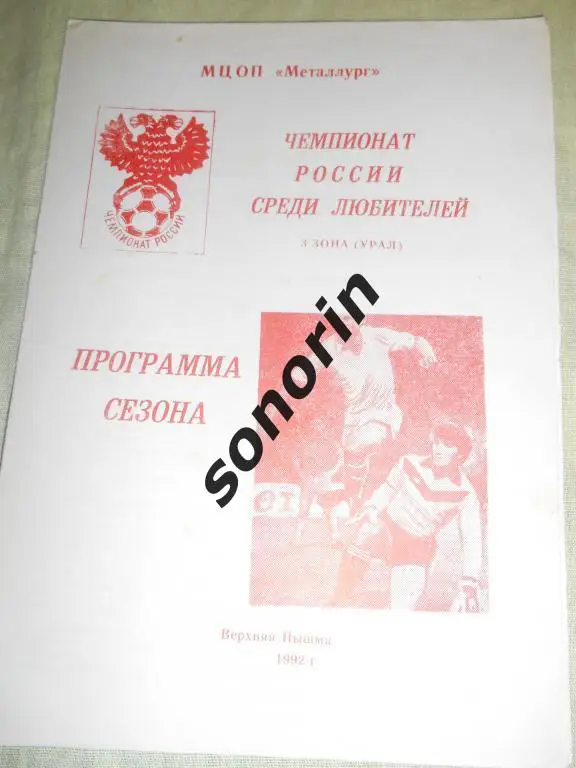 МЦОП «Металлург»
ЧЕМПИОНАТ
РОССИИ
СРЕДИ ЛЮБИТЕЛЕЙ
3 ЗОНА (УРАЛ)
ЧЕМПИОНАТ РОССИИ
ПРОГРАММА
СЕЗОНА
sonorin
Верхняя Пышма
1992 г.